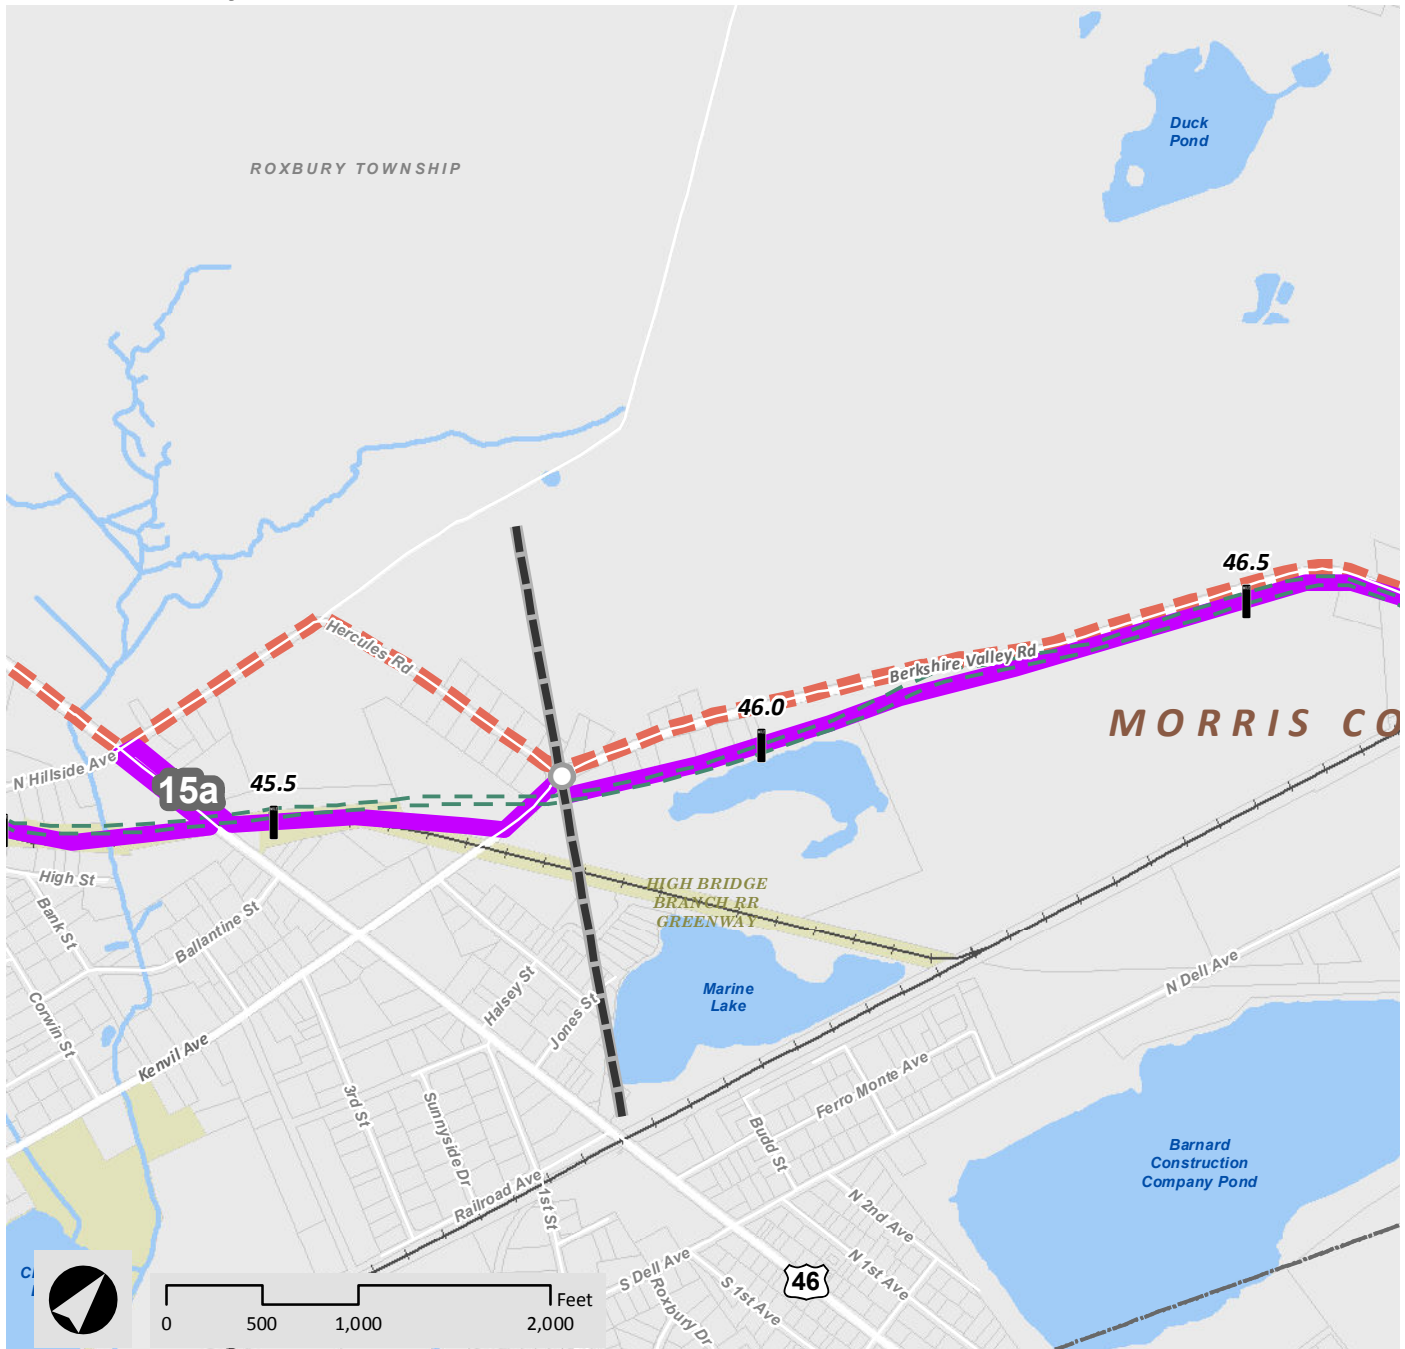 Duck
Pond
ROXBURY TOWNSHIP
46.5
Hercules Rd
Berkshire Valley Rd
46.0
MORRIS CO
N Hillside Ave
15a
45.5
High St
HIGH BRIDGE
BRANCH RR
GREENWAY
Bank St
Ballantine St
Halsey St
Marine
Lake
N Dell Ave
Corwin St
Jones St
Kenvil Ave
3rd St
Sunnyside Dr
Ferro Monte Ave
Budd St
Barnard
Construction
Company Pond
Railroad Ave
1st St
N 2nd Ave
S Dell Ave
N 1st Ave
46
S 1st Ave
Roxbury Dr
Feet
0 500 1,000 2,000